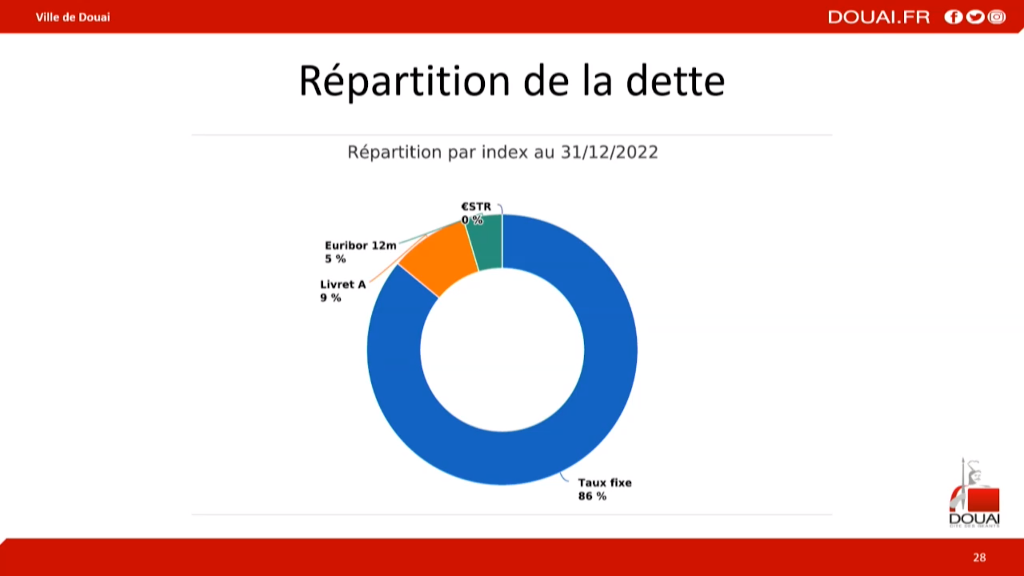 Ville de Douai
DOUAI.FR
Répartition de la dette
Répartition par index au 31/12/2022
€STR
0 %
Euribor 12m
5 %
Livret A
9 %
Taux fixe
86 %
DOUAI
28